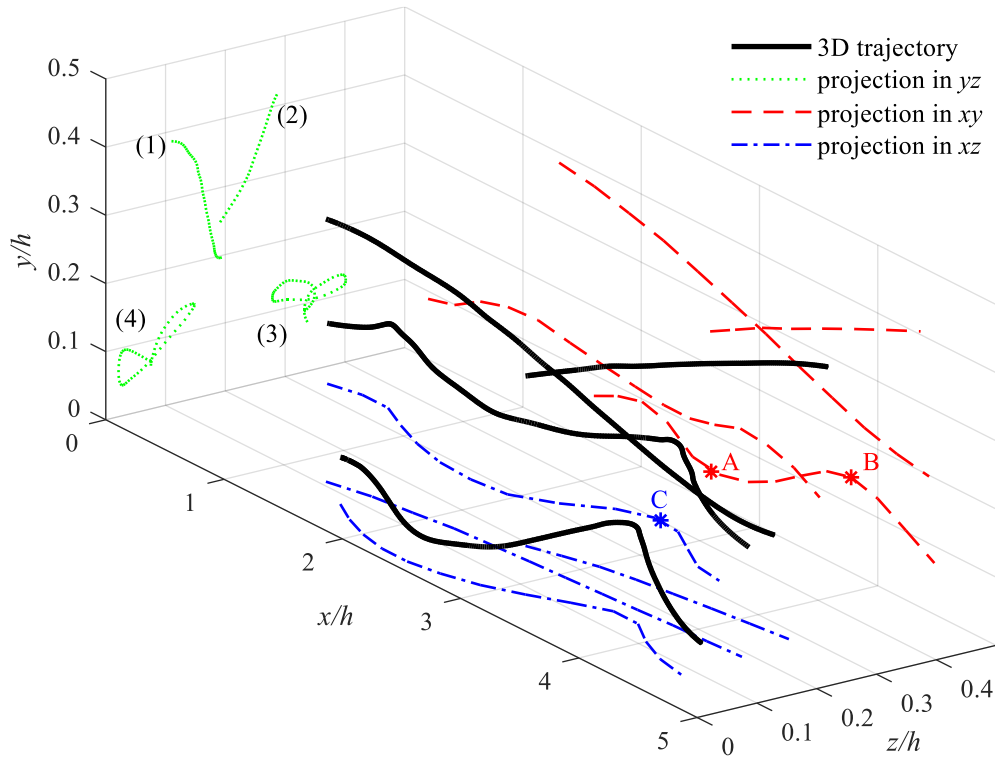 3D trajectory
projection in yz
projection in xy
projection in xz
0.5
0.4
0.3
0.2
0.1
0
y/h
(1)
(2)
(3)
(4)
A
B
C
0
1
2
3
4
5
x/h
0
0.1
0.2
0.3
0.4
z/h